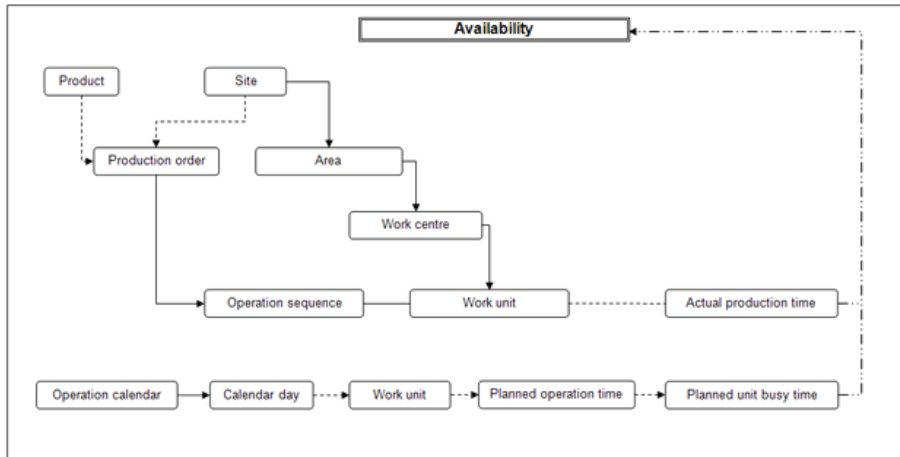 Availability
Product
Site
Production order
Area
Work centre
Operation sequence
Work unit
Actual production time
Operation calendar
Calendar day
Work unit
Planned operation time
Planned unit busy time